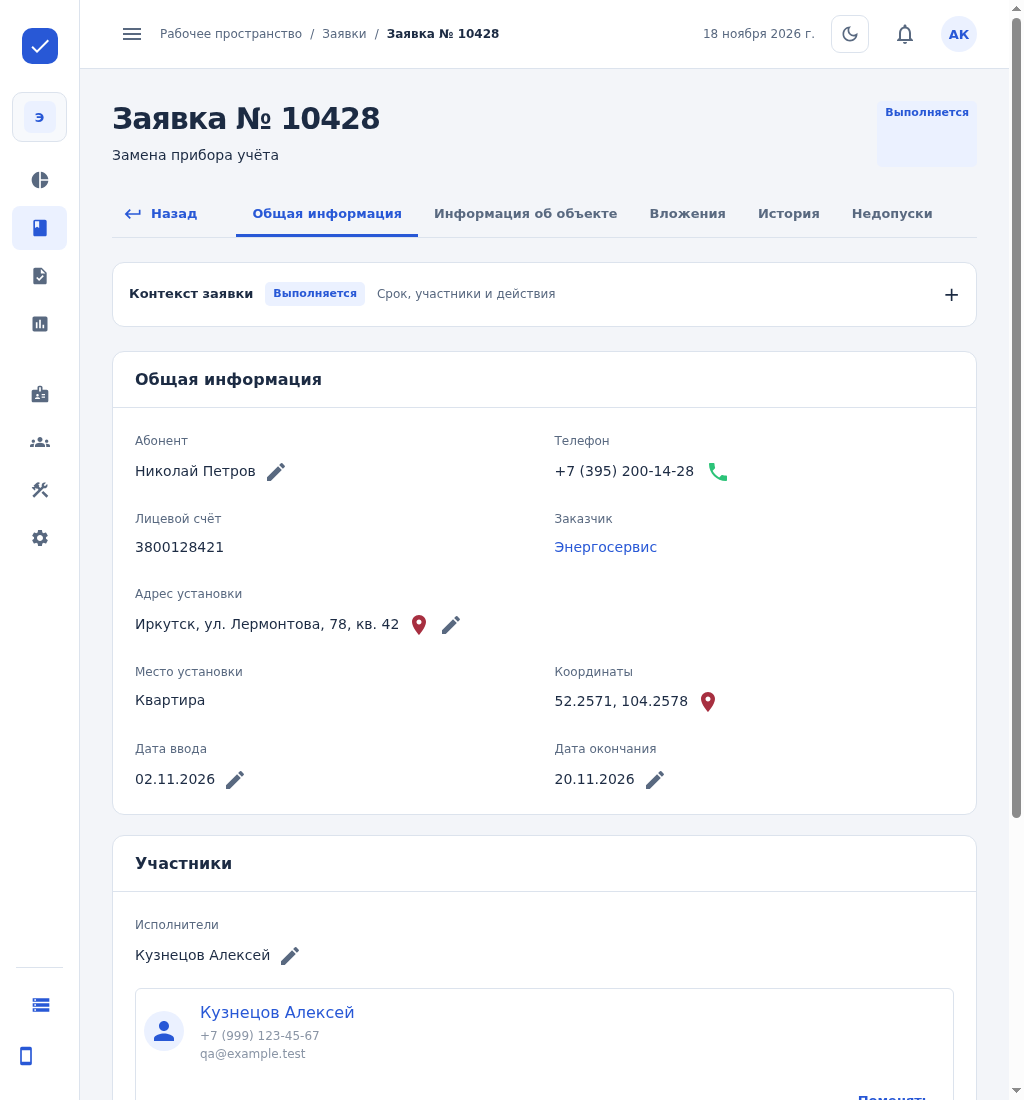 Рабочее пространство / Заявки / Заявка № 10428
18 ноября 2026 г.
АК
Э
Заявка № 10428
Выполняется
Замена прибора учёта
Назад
Общая информация
Информация об объекте
Вложения
История
Недопуски
Контекст заявки
Выполняется
Срок, участники и действия
Общая информация
Абонент
Николай Петров
Телефон
+7 (395) 200-14-28
Лицевой счёт
3800128421
Заказчик
Энергосервис
Адрес установки
Иркутск, ул. Лермонтова, 78, кв. 42
Место установки
Квартира
Координаты
52.2571, 104.2578
Дата ввода
02.11.2026
Дата окончания
20.11.2026
Участники
Исполнители
Кузнецов Алексей
Кузнецов Алексей
+7 (999) 123-45-67
qa@example.test
Поменять